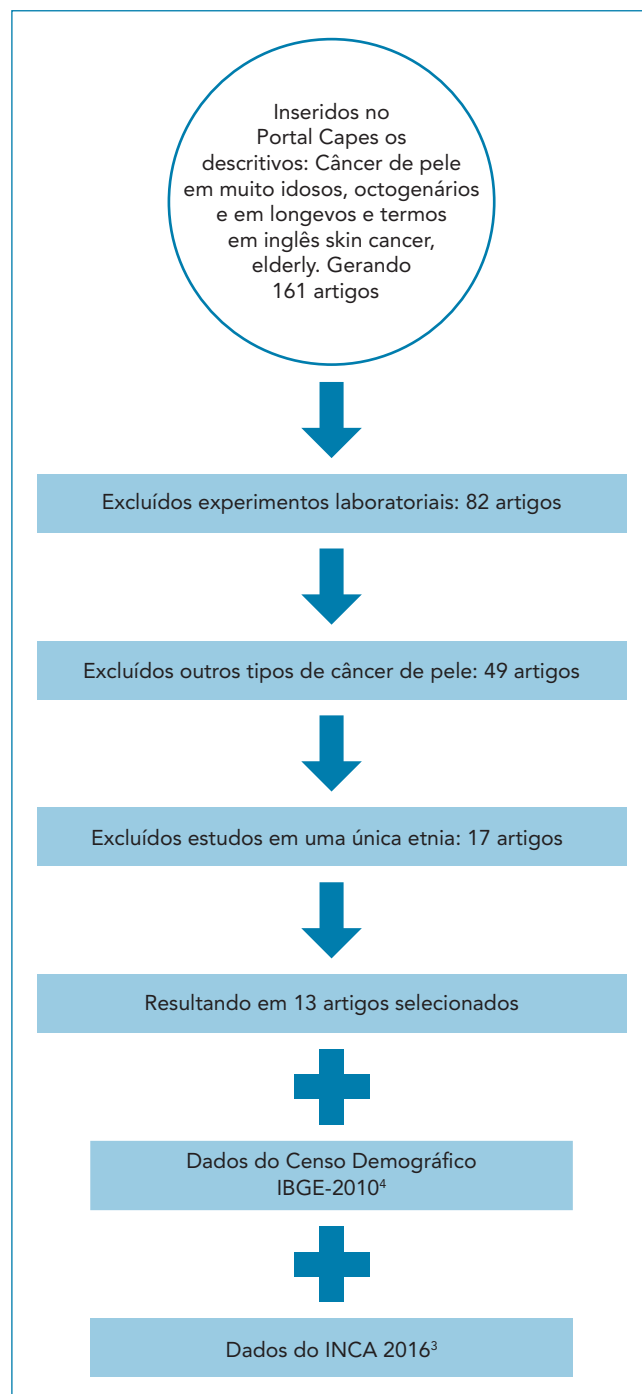 Inseridos no
Portal Capes os
descritivos: Câncer de pele
em muito idosos, octogenários
e em longevos e termos
em inglês skin cancer,
elderly. Gerando
161 artigos
Excluídos experimentos laboratoriais: 82 artigos
Excluídos outros tipos de câncer de pele: 49 artigos
Excluídos estudos em uma única etnia: 17 artigos
Resultando em 13 artigos selecionados
Dados do Censo Demográfico
IBGE-2010⁴
Dados do INCA 2016³